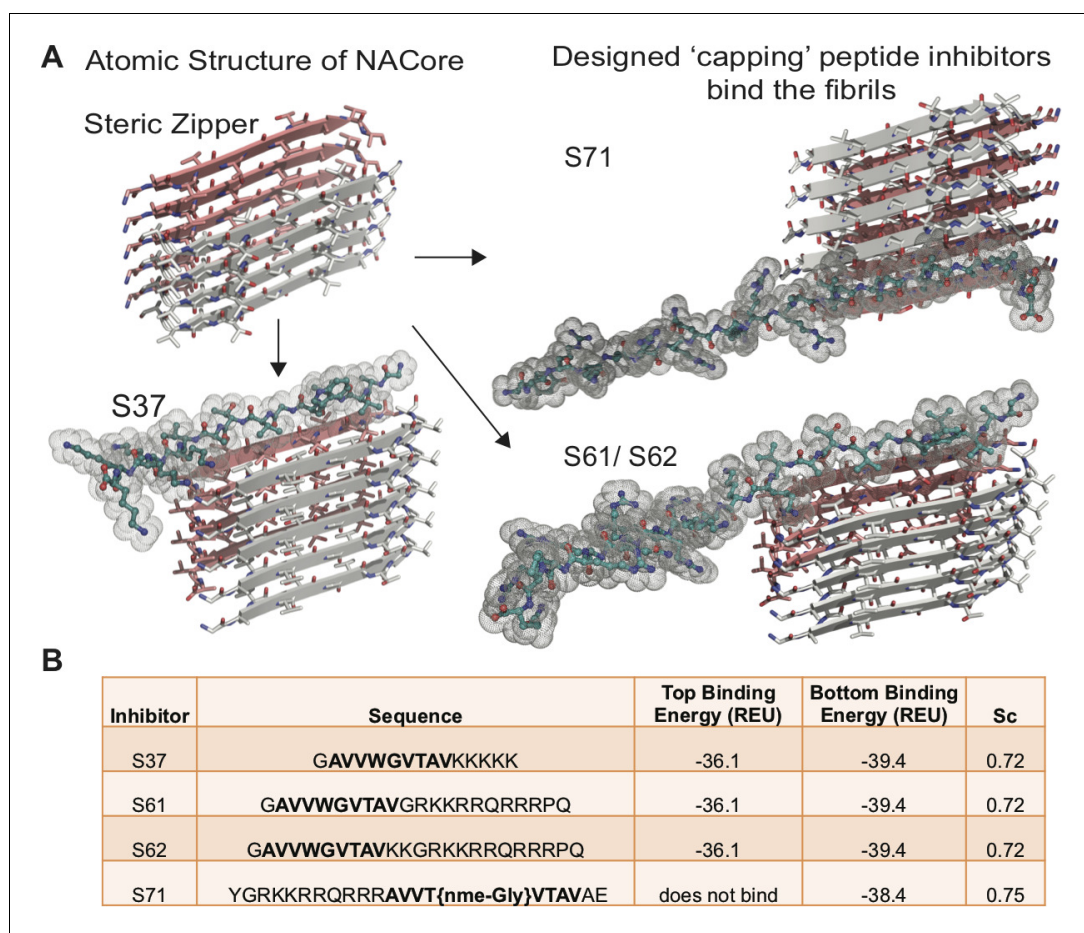 A Atomic Structure of NACore
Designed ‘capping’ peptide inhibitors
bind the fibrils
Steric Zipper
S71
S37
S61/ S62
B
Inhibitor Sequence Top Binding Energy (REU) Bottom Binding Energy (REU) Sc
S37 GAVVWGVTAVKKKKK -36.1 -39.4 0.72
S61 GAVVWGVTAVGRKKRRQRRRPQ -36.1 -39.4 0.72
S62 GAVVWGVTAVKKGRKKRRQRRRPQ -36.1 -39.4 0.72
S71 YGRKKRRQRRRAVVT{nme-Gly}VTAVAE does not bind -38.4 0.75